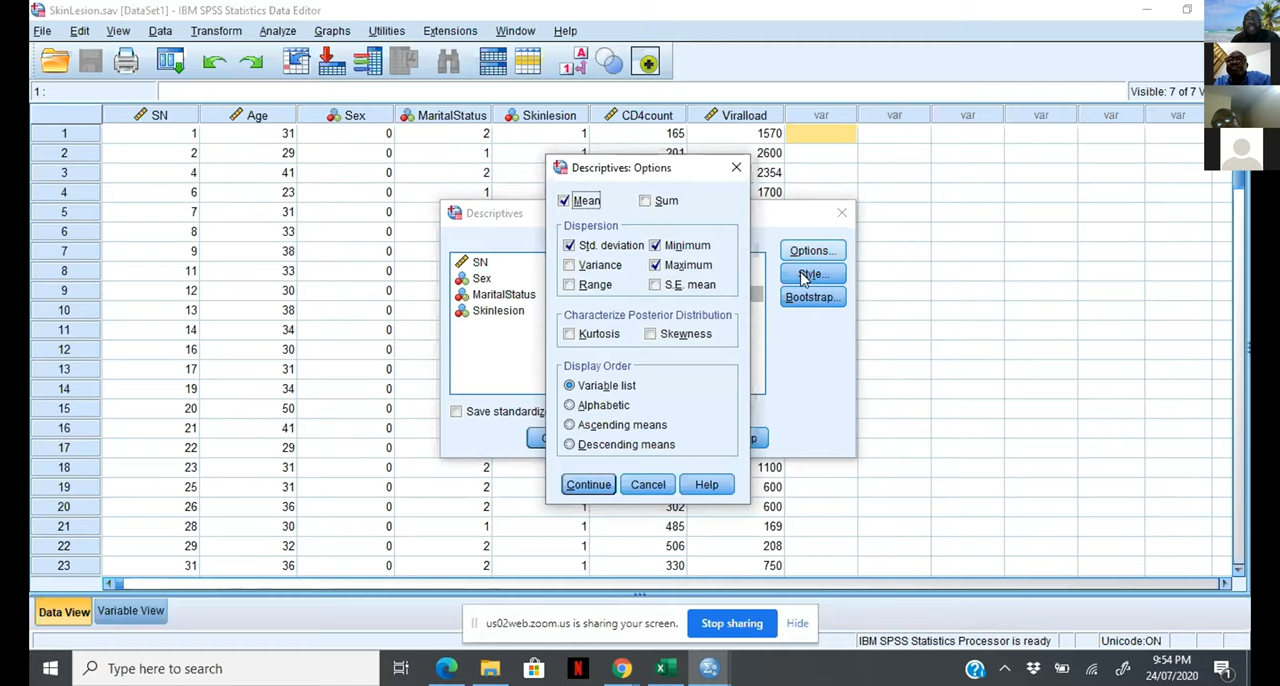 SkinLesion.sav [DataSet1] - IBM SPSS Statistics Data Editor
File Edit View Data Transform Analyze Graphs Utilities Extensions Window Help
1 A
1 : Visible: 7 of 7 V
SN Age Sex MaritalStatus Skinlesion CD4count Viralload var var var var var var
1 1 31 0 2 1 165 1570
2 2 29 0 1 201 2600
3 4 41 0 2 2354
4 6 23 0 1 1700
5 7 31 0
6 8 33 0
7 9 38 0
8 11 33 0
9 12 30 0
10 13 38 0
11 14 34 0
12 16 30 0
13 17 31 0
14 19 34 0
15 20 50 0
16 21 41 0
17 22 29 0
18 23 31 0 2 1100
19 25 31 0 2 600
20 26 36 0 2 1 302 600
21 28 30 0 1 1 485 169
22 29 32 0 2 1 506 208
23 31 36 0 2 1 330 750
Descriptives
SN
Sex
MaritalStatus
Skinlesion
Save standardiz
Options...
Style...
Bootstrap...
Descriptives: Options
Mean Sum
Dispersion
Std. deviation Minimum
Variance Maximum
Range S.E. mean
Characterize Posterior Distribution
Kurtosis Skewness
Display Order
Variable list
Alphabetic
Ascending means
Descending means
Continue Cancel Help
Data View Variable View
us02web.zoom.us is sharing your screen. Stop sharing Hide
IBM SPSS Statistics Processor is ready Unicode:ON
Type here to search
9:54 PM
24/07/2020